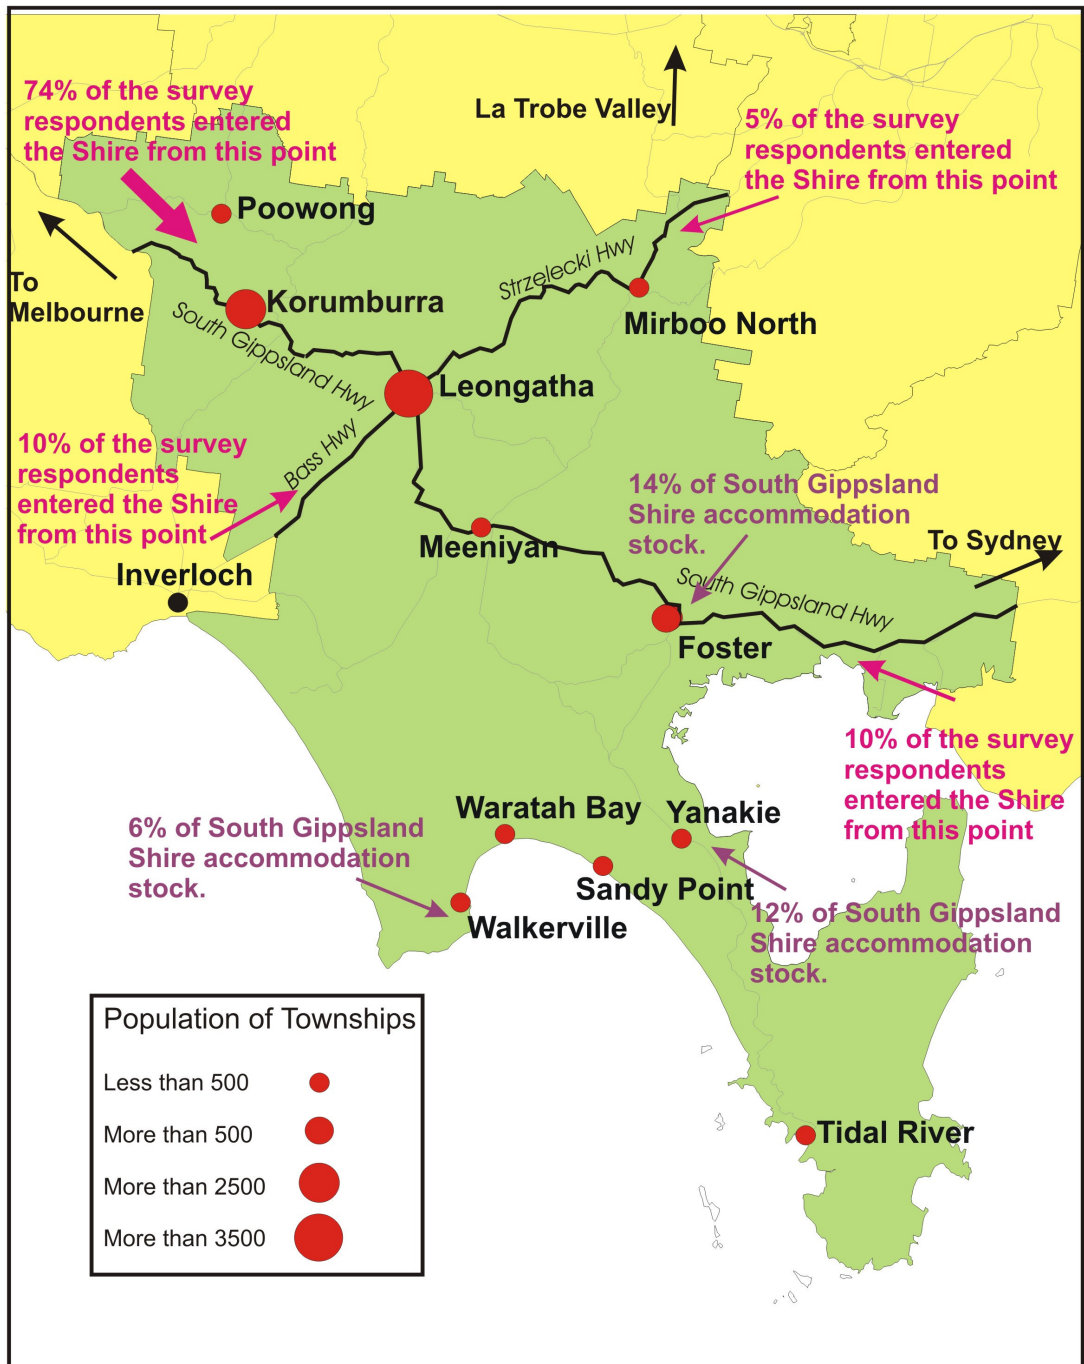 74% of the survey
respondents entered
the Shire from this point
La Trobe Valley
5% of the survey
respondents entered
the Shire from this point
Poowong
To
Melbourne
Korumburra
Strzelecki Hwy
Mirboo North
South Gippsland Hwy
Leongatha
10% of the survey
respondents
entered the Shire
from this point
Bass Hwy
14% of South Gippsland
Shire accommodation
stock.
To Sydney
Meeniyan
Inverloch
South Gippsland Hwy
Foster
10% of the survey
respondents
entered the Shire
from this point
Waratah Bay
Yanakie
6% of South Gippsland
Shire accommodation
stock.
Sandy Point
Walkerville
12% of South Gippsland
Shire accommodation
stock.
Tidal River
Population of Townships
Less than 500
More than 500
More than 2500
More than 3500